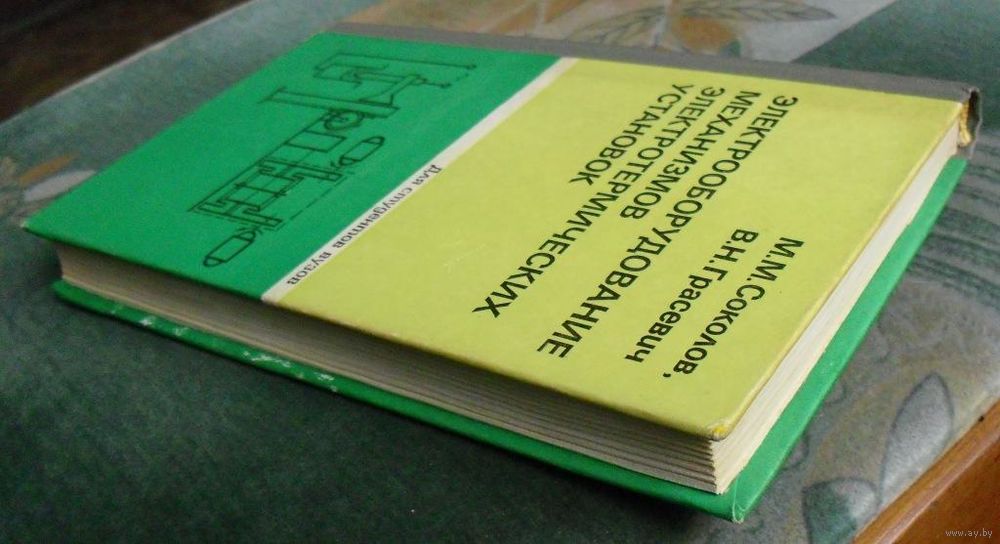 М.М.Соколов,
В.Н.Грасевич
ЭЛЕКТРООБОРУДОВАНИЕ
МЕХАНИЗМОВ
ЭЛЕКТРОТЕРМИЧЕСКИХ
УСТАНОВОК
Для студентов вузов
www.ay.by